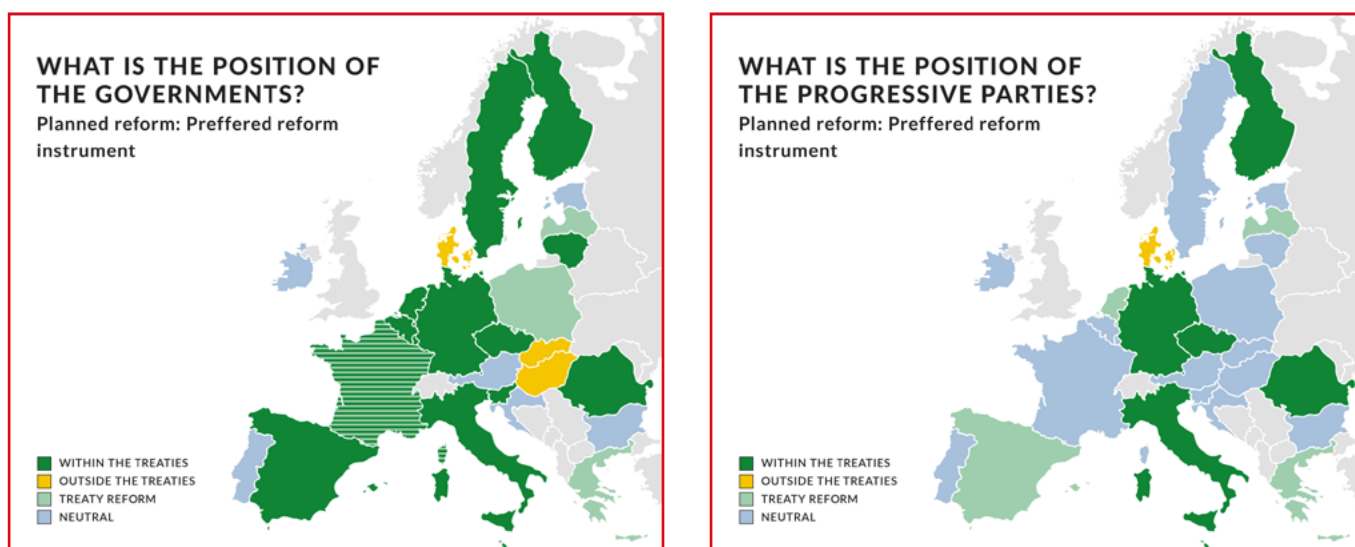 WHAT IS THE POSITION OF
THE GOVERNMENTS?
Planned reform: Preffered reform
instrument
WITHIN THE TREATIES
OUTSIDE THE TREATIES
TREATY REFORM
NEUTRAL
WHAT IS THE POSITION OF
THE PROGRESSIVE PARTIES?
Planned reform: Preffered reform
instrument
WITHIN THE TREATIES
OUTSIDE THE TREATIES
TREATY REFORM
NEUTRAL